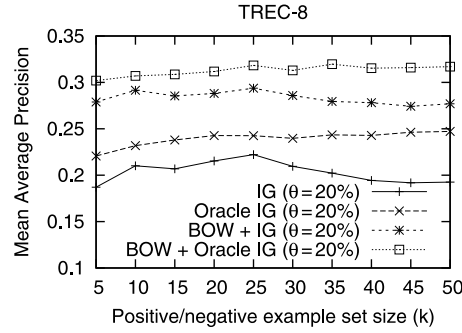 TREC-8
Mean Average Precision
0.35
0.3
0.25
0.2
0.15
0.1
IG (θ=20%)
Oracle IG (θ=20%)
BOW + IG (θ=20%)
BOW + Oracle IG (θ=20%)
5 10 15 20 25 30 35 40 45 50
Positive/negative example set size (k)